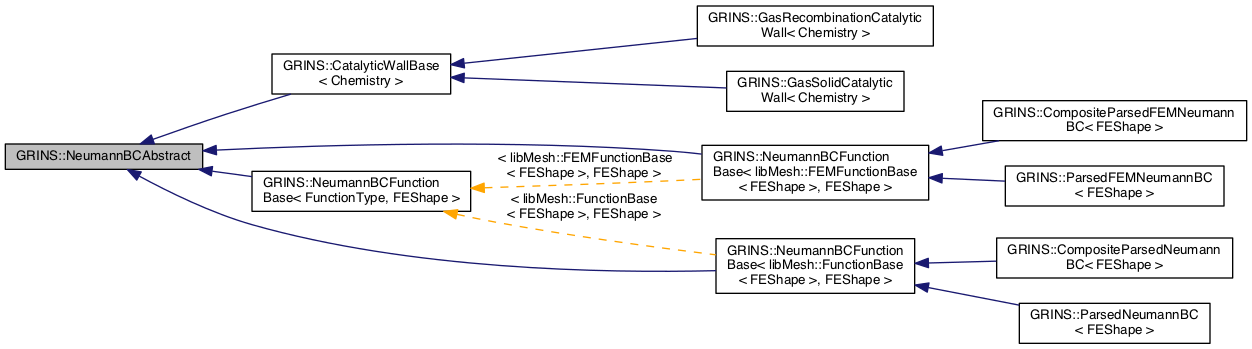 GRINS::GasRecombinationCatalytic
Wall< Chemistry >
GRINS::CatalyticWallBase
< Chemistry >
GRINS::GasSolidCatalytic
Wall< Chemistry >
GRINS::CompositeParsedFEMNeumann
BC< FEShape >
GRINS::NeumannBCAbstract
< libMesh::FEMFunctionBase
< FEShape >, FEShape >
GRINS::NeumannBCFunction
Base< libMesh::FEMFunctionBase
< FEShape >, FEShape >
GRINS::ParsedFEMNeumannBC
< FEShape >
GRINS::NeumannBCFunction
Base< FunctionType, FEShape >
< libMesh::FunctionBase
< FEShape >, FEShape >
GRINS::NeumannBCFunction
Base< libMesh::FunctionBase
< FEShape >, FEShape >
GRINS::CompositeParsedNeumann
BC< FEShape >
GRINS::ParsedNeumannBC
< FEShape >